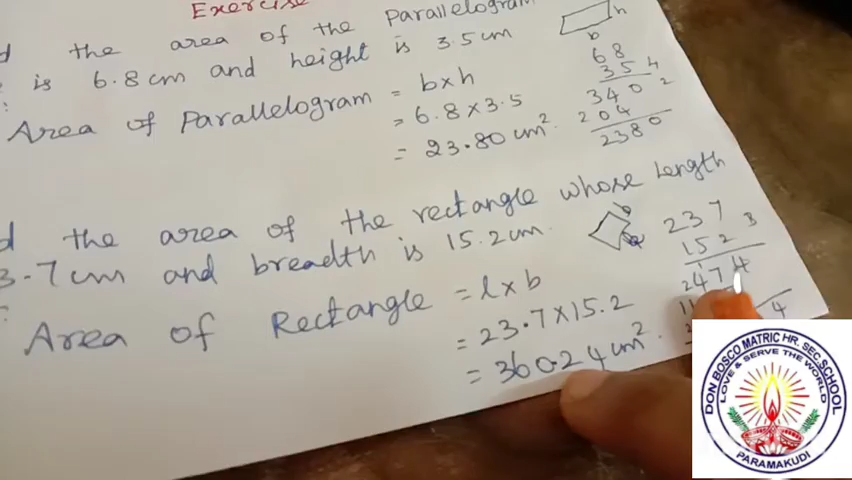 Exercise
the area of the Parallelogram
is 6.8 cm and height is 3.5 cm
Area of Parallelogram = b x h
= 6.8 x 3.5
= 23.80 cm².
h
b
68
35 4
340 2
204
2380
the area of the rectangle whose Length
3.7 cm and breadth is 15.2 cm.
Area of Rectangle = l x b
= 23.7 x 15.2
= 360.24 cm².
b
237
152 3
474
DON BOSCO MATRIC HR. SEC. SCHOOL
LOVE & SERVE THE WORLD
PARAMAKUDI